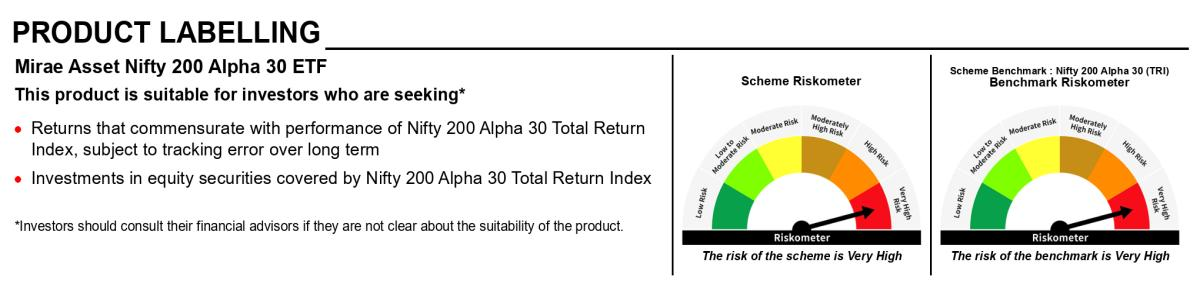 PRODUCT LABELLING
Mirae Asset Nifty 200 Alpha 30 ETF
This product is suitable for investors who are seeking*
Returns that commensurate with performance of Nifty 200 Alpha 30 Total Return
Index, subject to tracking error over long term
Investments in equity securities covered by Nifty 200 Alpha 30 Total Return Index
*Investors should consult their financial advisors if they are not clear about the suitability of the product.
Scheme Riskometer
Low Risk
Low to
Moderate Risk
Moderate Risk
Moderately
High Risk
High Risk
Very High
Risk
Riskometer
The risk of the scheme is Very High
Scheme Benchmark : Nifty 200 Alpha 30 (TRI)
Benchmark Riskometer
Low Risk
Low to
Moderate Risk
Moderate Risk
Moderately
High Risk
High Risk
Very High
Risk
Riskometer
The risk of the benchmark is Very High